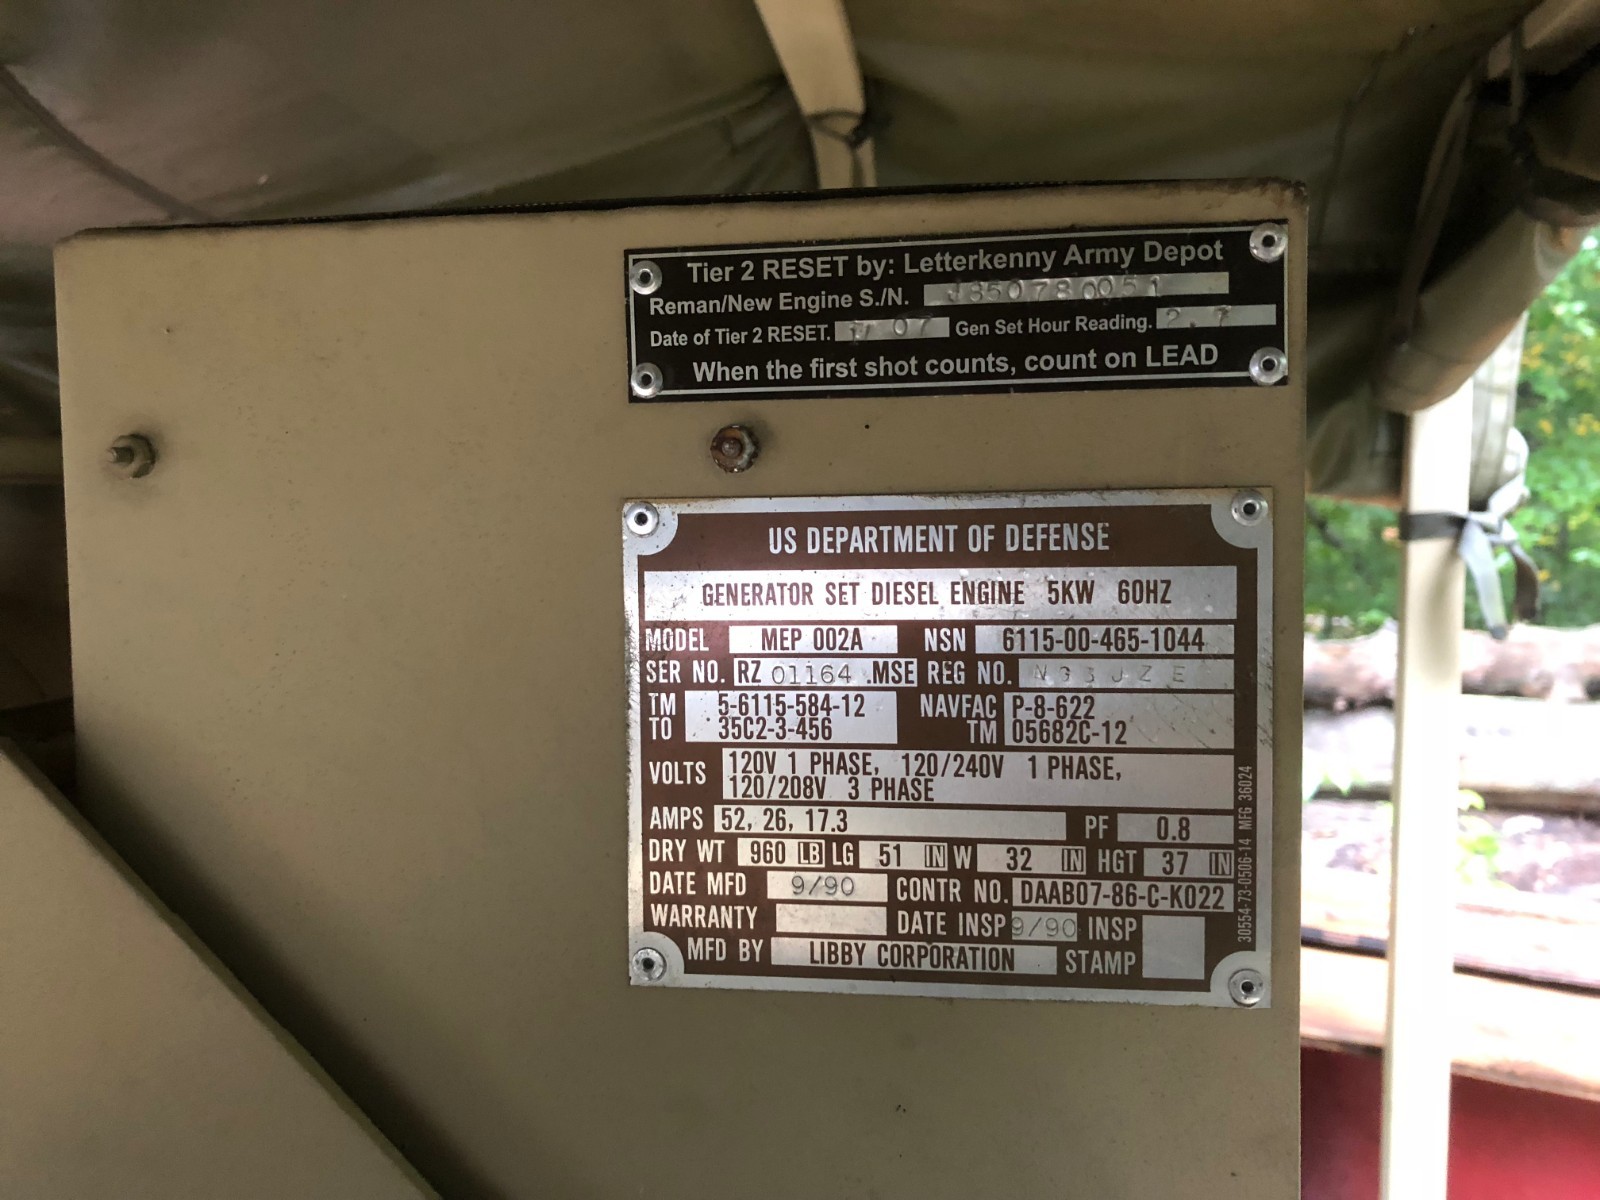 Tier 2 RESET by: Letterkenny Army Depot
Reman/New Engine S./N. J850780051
Date of Tier 2 RESET. 07 Gen Set Hour Reading. 2.7
When the first shot counts, count on LEAD
US DEPARTMENT OF DEFENSE
GENERATOR SET DIESEL ENGINE 5KW 60HZ
MODEL MEP 002A NSN 6115-00-465-1044
SER NO. RZ 01164 .MSE REG NO.
TM 5-6115-584-12 NAVFAC P-8-622
TO 35C2-3-456 TM 05682C-12
VOLTS 120V 1 PHASE, 120/240V 1 PHASE,
120/208V 3 PHASE
AMPS 52, 26, 17.3 PF 0.8
DRY WT 960 LB LG 51 IN W 32 IN HGT 37 IN
DATE MFD 9/90 CONTR NO. DAAB07-86-C-K022
WARRANTY DATE INSP 9/90 INSP
MFD BY LIBBY CORPORATION STAMP
30554-73-0506-14 MFG 36024